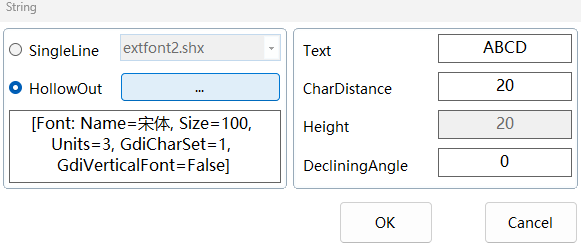 String
SingleLine
extfont2.shx
HollowOut
...
[Font: Name=宋体, Size=100,
Units=3, GdiCharSet=1,
GdiVerticalFont=False]
Text
ABCD
CharDistance
20
Height
20
DecliningAngle
0
OK
Cancel